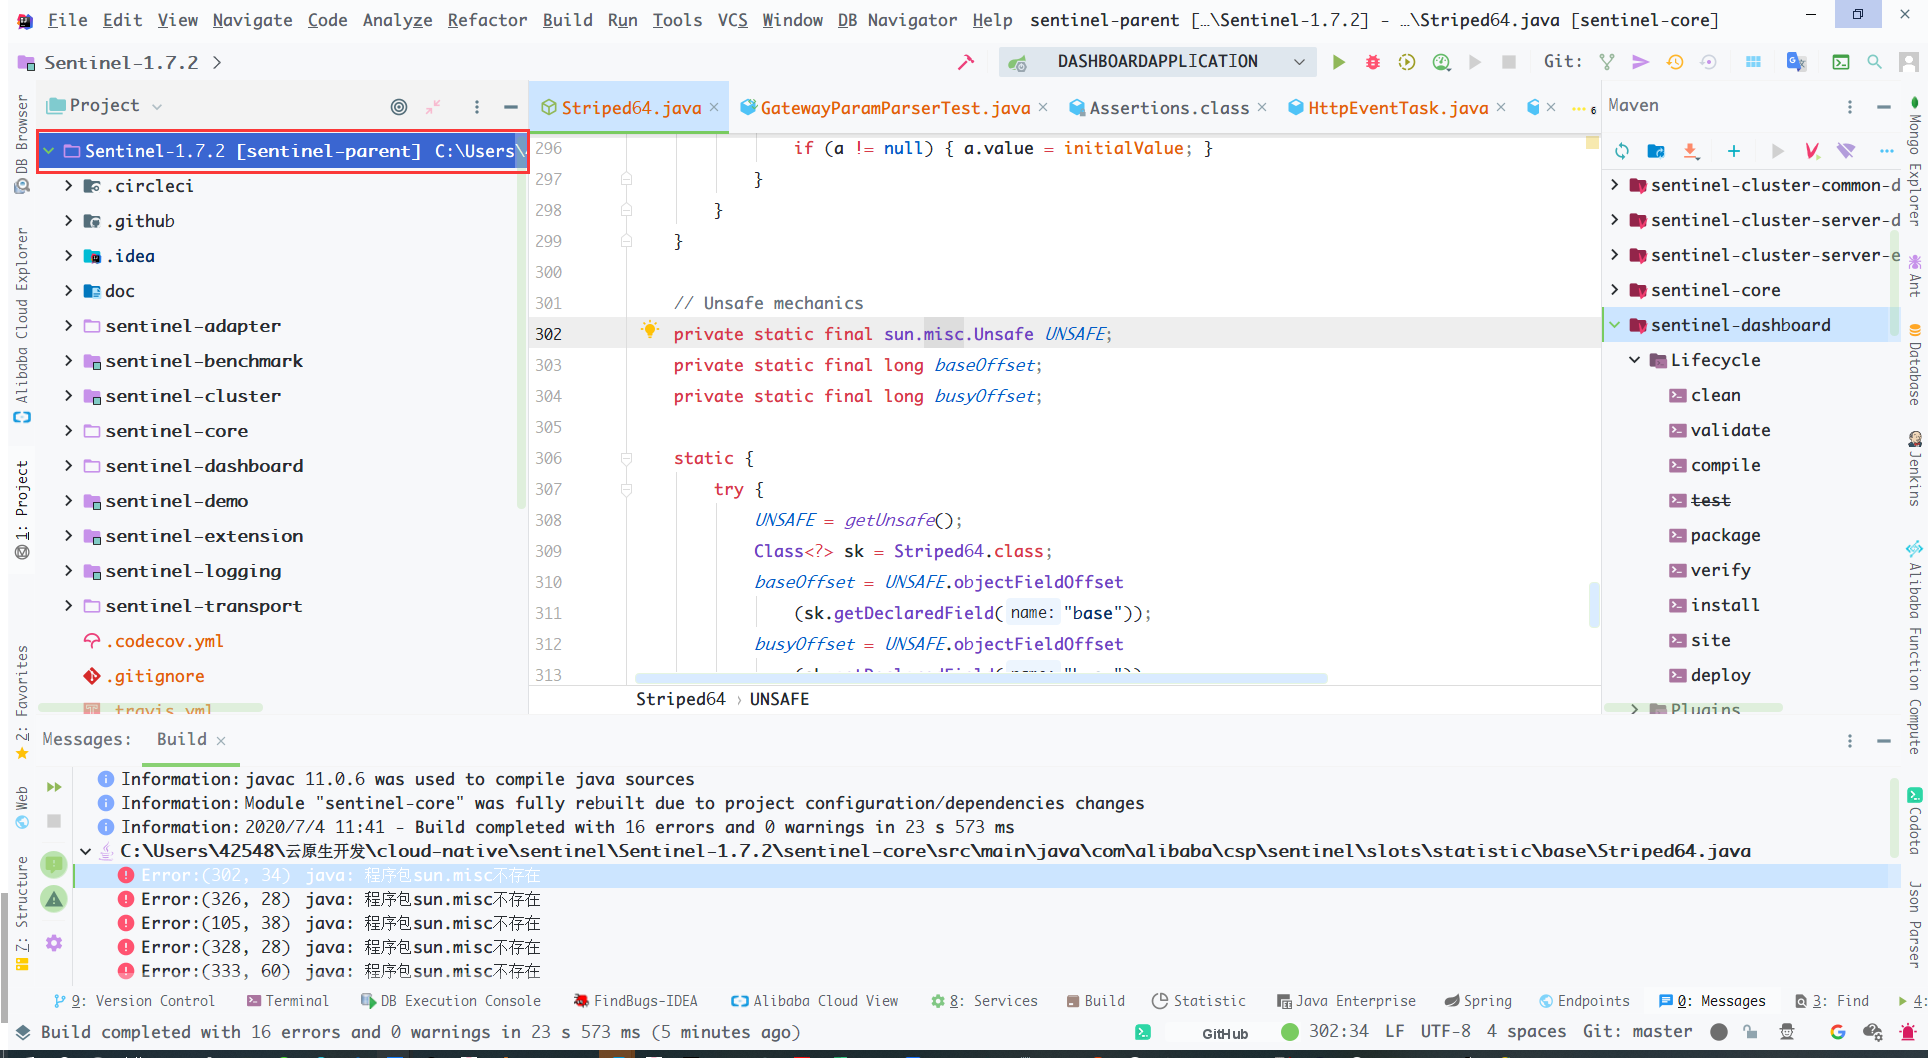 File Edit View Navigate Code Analyze Refactor Build Run Tools VCS Window DB Navigator Help sentinel-parent [...\Sentinel-1.7.2] - ...\Striped64.java [sentinel-core]
Sentinel-1.7.2
DASHBOARDAPPLICATION
Git:
Project
Striped64.java
GatewayParamParserTest.java
Assertions.class
HttpEventTask.java
6
Maven
Sentinel-1.7.2 [sentinel-parent] C:\Users\
.circleci
.github
.idea
doc
sentinel-adapter
sentinel-benchmark
sentinel-cluster
sentinel-core
sentinel-dashboard
sentinel-demo
sentinel-extension
sentinel-logging
sentinel-transport
.codecov.yml
.gitignore
.travis.yml
296 if (a != null) { a.value = initialValue; }
297 }
298 }
299 }
300
301 // Unsafe mechanics
302 private static final sun.misc.Unsafe UNSAFE;
303 private static final long baseOffset;
304 private static final long busyOffset;
305
306 static {
307 try {
308 UNSAFE = getUnsafe();
309 Class<?> sk = Striped64.class;
310 baseOffset = UNSAFE.objectFieldOffset
311 (sk.getDeclaredField( name: "base"));
312 busyOffset = UNSAFE.objectFieldOffset
313
Striped64 › UNSAFE
sentinel-cluster-common-d
sentinel-cluster-server-d
sentinel-cluster-server-e
sentinel-core
sentinel-dashboard
Lifecycle
clean
validate
compile
test
package
verify
install
site
deploy
Plugins
DB Browser
Alibaba Cloud Explorer
1: Project
2: Favorites
Web
7: Structure
Mongo Explorer
Ant
Database
Jenkins
Alibaba Function Compute
Codota
Json Parser
Messages: Build
Information: javac 11.0.6 was used to compile java sources
Information: Module "sentinel-core" was fully rebuilt due to project configuration/dependencies changes
Information: 2020/7/4 11:41 - Build completed with 16 errors and 0 warnings in 23 s 573 ms
C:\Users\42548\云原生开发\cloud-native\sentinel\Sentinel-1.7.2\sentinel-core\src\main\java\com\alibaba\csp\sentinel\slots\statistic\base\Striped64.java
Error:(302, 34) java: 程序包sun.misc不存在
Error:(326, 28) java: 程序包sun.misc不存在
Error:(105, 38) java: 程序包sun.misc不存在
Error:(328, 28) java: 程序包sun.misc不存在
Error:(333, 60) java: 程序包sun.misc不存在
9: Version Control Terminal DB Execution Console FindBugs-IDEA Alibaba Cloud View 8: Services Build Statistic Java Enterprise Spring Endpoints 0: Messages 3: Find 4:
Build completed with 16 errors and 0 warnings in 23 s 573 ms (5 minutes ago) GitHub 302:34 LF UTF-8 4 spaces Git: master